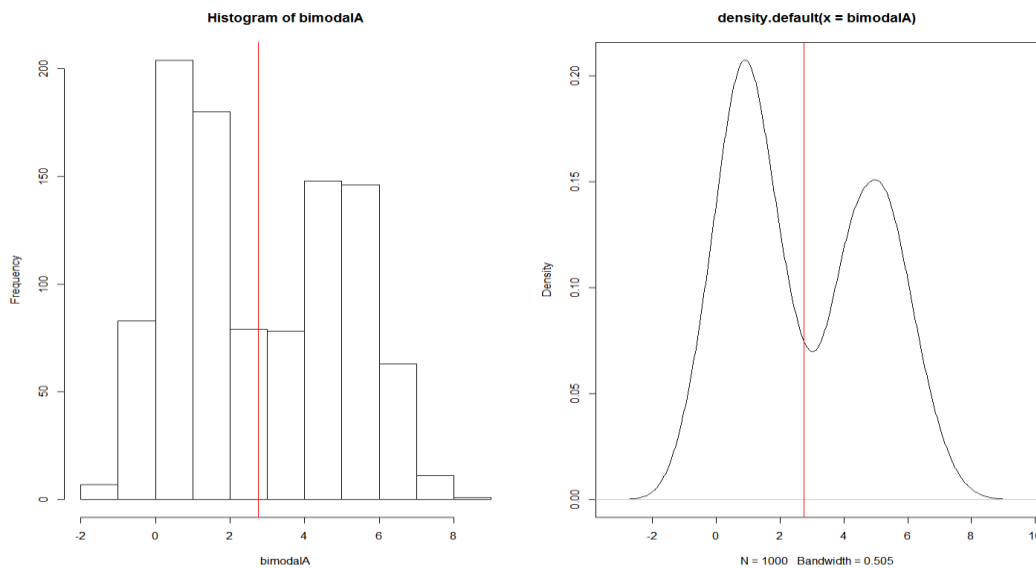 Histogram of bimodalA
Frequency
0
50
100
150
200
-2 0 2 4 6 8
bimodalA
density.default(x = bimodalA)
Density
0.00
0.05
0.10
0.15
0.20
-2 0 2 4 6 8 10
N = 1000 Bandwidth = 0.505